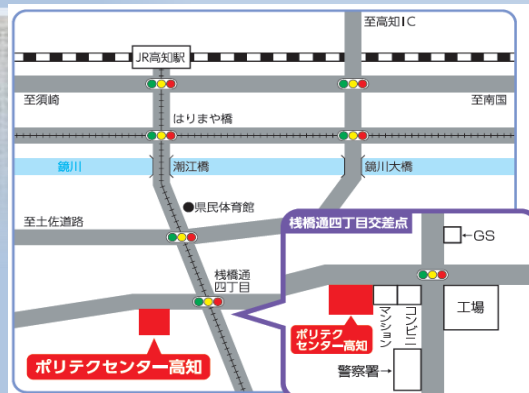 至高知IC
JR高知駅
至須崎
至南国
はりまや橋
鏡川
潮江橋
鏡川大橋
●県民体育館
至土佐道路
桟橋通四丁目交差点
←GS
桟橋通
四丁目
ポリテク
センター高知
マンション
コンビニ
工場
警察署→
ポリテクセンター高知